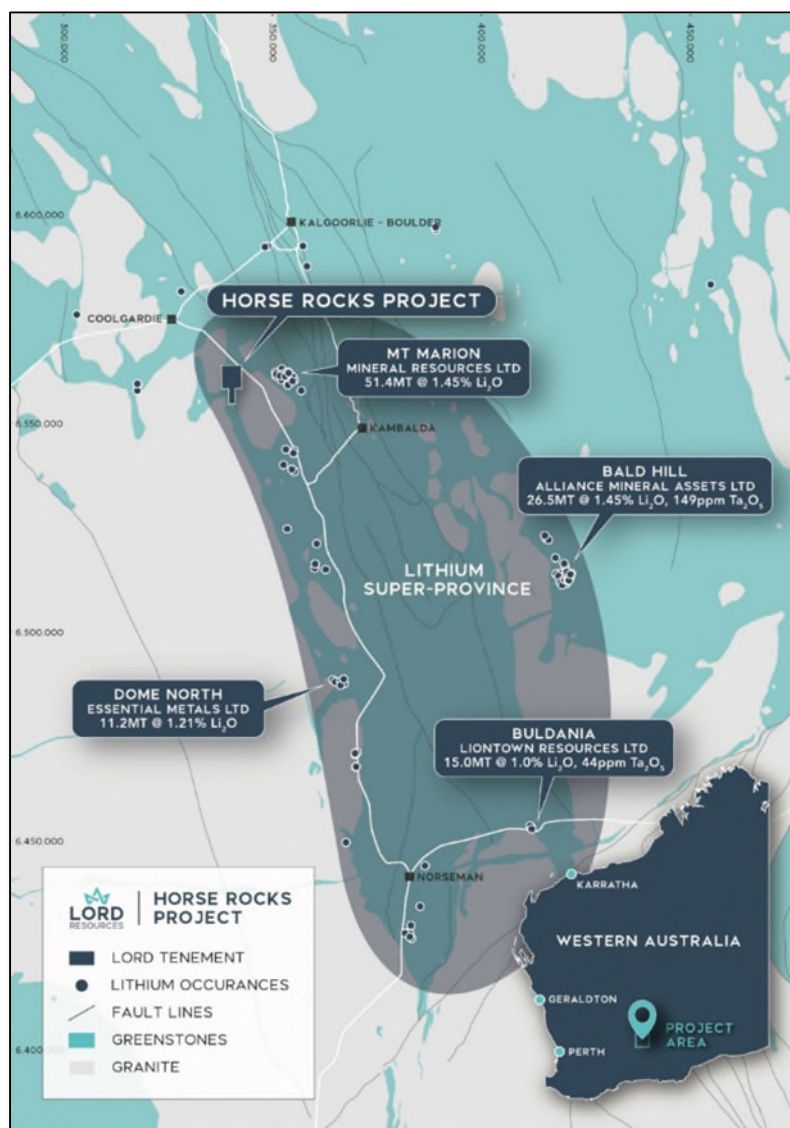 300,000
350,000
400,000
450,000
6,600,000
KALGOORLIE - BOULDER
COOLGARDIE
HORSE ROCKS PROJECT
MT MARION
MINERAL RESOURCES LTD
51.4MT @ 1.45% Li₂O
6,550,000
KAMBALDA
BALD HILL
ALLIANCE MINERAL ASSETS LTD
26.5MT @ 1.45% Li₂O, 149ppm Ta₂O₅
LITHIUM
SUPER-PROVINCE
6,500,000
DOME NORTH
ESSENTIAL METALS LTD
11.2MT @ 1.21% Li₂O
BULDANIA
LIONTOWN RESOURCES LTD
15.0MT @ 1.0% Li₂O, 44ppm Ta₂O₅
6,450,000
NORSEMAN
LORD
RESOURCES
HORSE ROCKS
PROJECT
LORD TENEMENT
LITHIUM OCCURANCES
FAULT LINES
GREENSTONES
GRANITE
6,400,000
KARRATHA
WESTERN AUSTRALIA
GERALDTON
PROJECT
AREA
PERTH